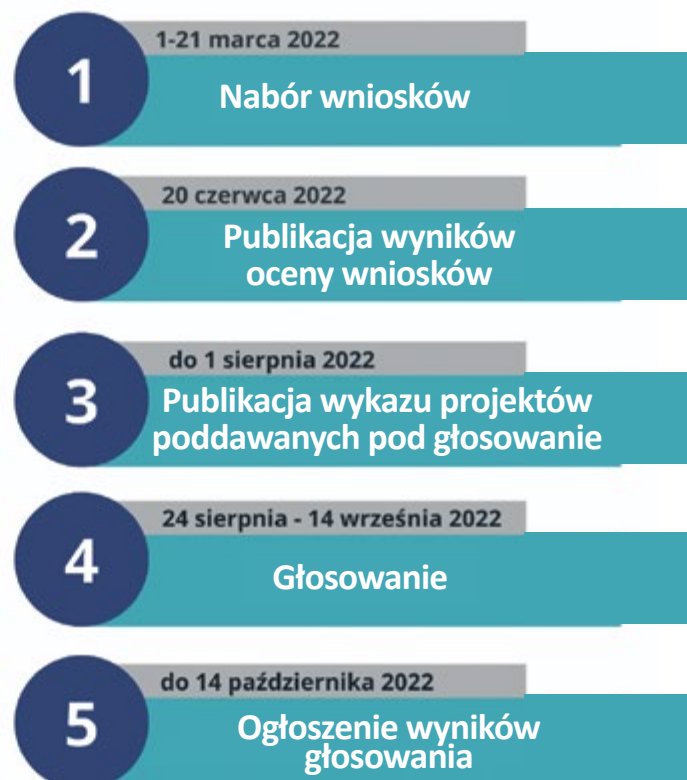 1
1-21 marca 2022
Nabór wniosków
2
20 czerwca 2022
Publikacja wyników
oceny wniosków
3
do 1 sierpnia 2022
Publikacja wykazu projektów
poddawanych pod głosowanie
4
24 sierpnia - 14 września 2022
Głosowanie
5
do 14 października 2022
Ogłoszenie wyników
głosowania